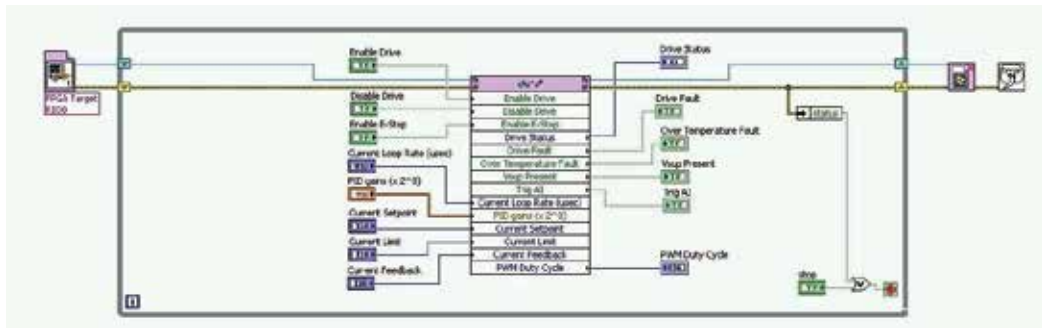 FPGA Target
RIO0
Enable Drive
Disable Drive
Enable E-Stop
Current Loop Rate (usec)
PID gains (x 2^8)
Current Setpoint
Current Limit
Current Feedback
Enable Drive
Disable Drive
Enable E-Stop
Drive Status
Drive Fault
Over Temperature Fault
Vsup Present
Trig AI
Current Loop Rate (usec)
PID gains (x 2^8)
Current Setpoint
Current Limit
Current Feedback
PWM Duty Cycle
Drive Status
Drive Fault
Over Temperature Fault
Vsup Present
Trig AI
PWM Duty Cycle
status
stop
i